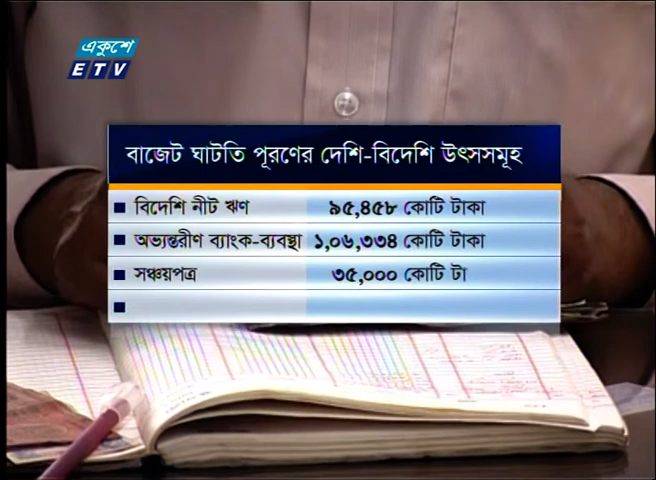 একুশে
ETV
বাজেট ঘাটতি পূরণের দেশি-বিদেশি উৎসসমূহ
বিদেশি নীট ঋণ ৯৫,৪৫৮ কোটি টাকা
অভ্যন্তরীণ ব্যাংক-ব্যবস্থা ১,০৬,৩৩৪ কোটি টাকা
সঞ্চয়পত্র ৩৫,০০০ কোটি টা